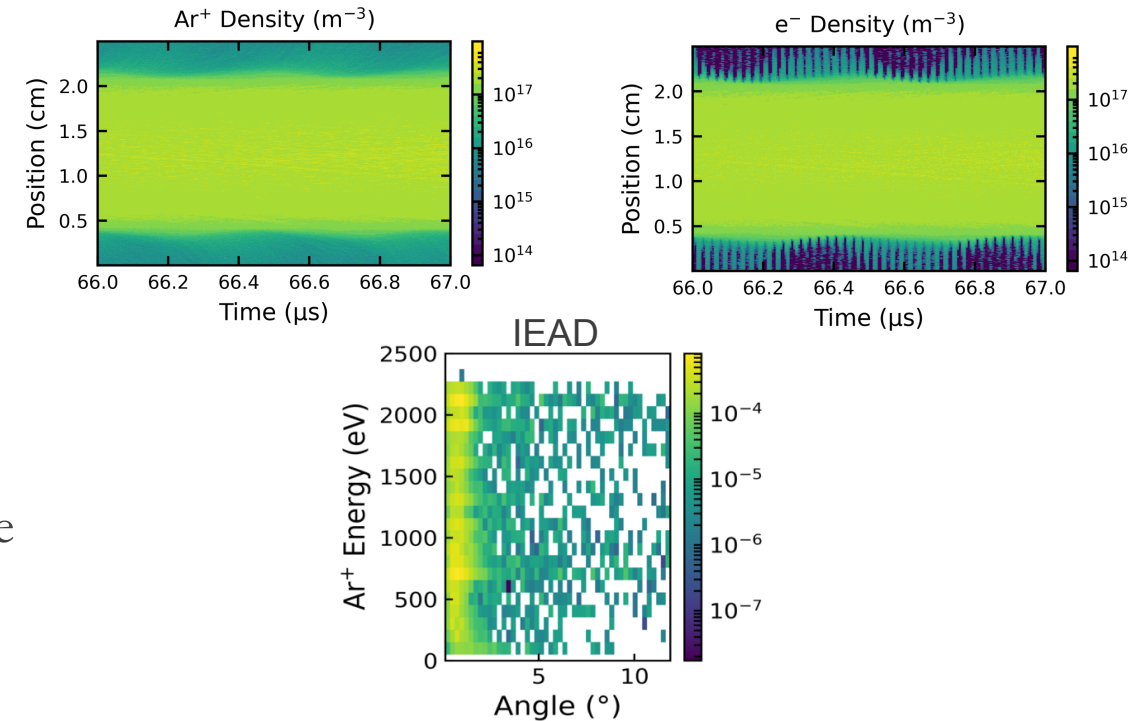 Ar⁺ Density (m⁻³)
Position (cm)
2.0
1.5
1.0
0.5
66.0 66.2 66.4 66.6 66.8 67.0
Time (μs)
10¹⁷
10¹⁶
10¹⁵
10¹⁴
e⁻ Density (m⁻³)
Position (cm)
2.0
1.5
1.0
0.5
66.0 66.2 66.4 66.6 66.8 67.0
Time (μs)
10¹⁷
10¹⁶
10¹⁵
10¹⁴
IEAD
Ar⁺ Energy (eV)
2500
2000
1500
1000
500
0
5 10
Angle (°)
10⁻⁴
10⁻⁵
10⁻⁶
10⁻⁷
e